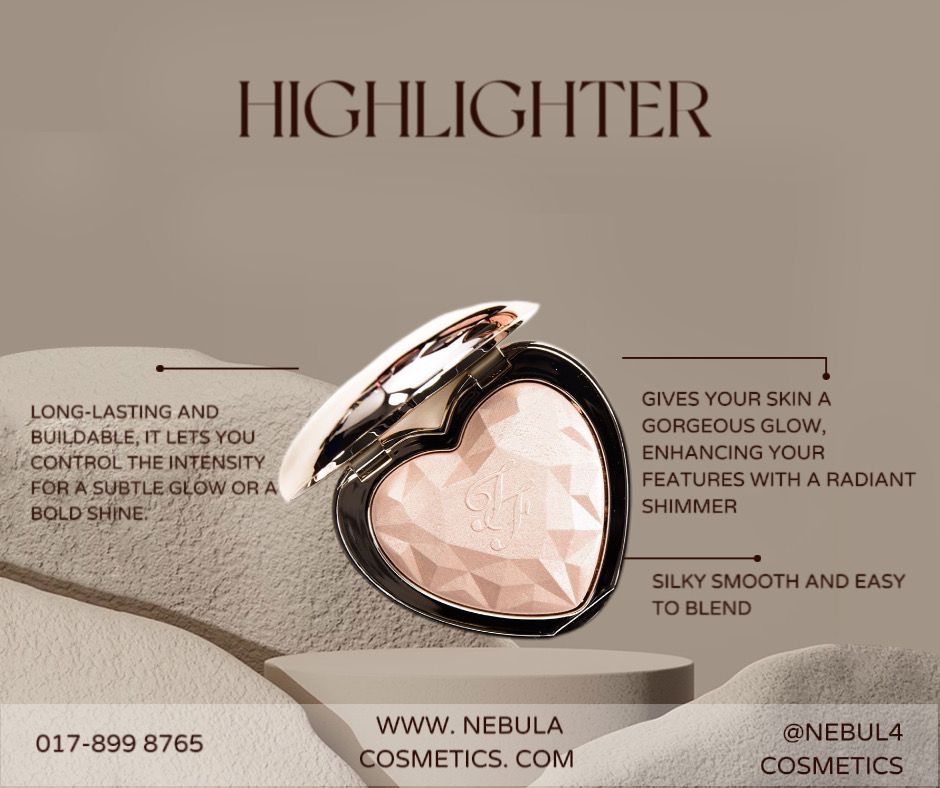 HIGHLIGHTER
LONG-LASTING AND
BUILDABLE, IT LETS YOU
CONTROL THE INTENSITY
FOR A SUBTLE GLOW OR A
BOLD SHINE.
GIVES YOUR SKIN A
GORGEOUS GLOW,
ENHANCING YOUR
FEATURES WITH A RADIANT
SHIMMER
SILKY SMOOTH AND EASY
TO BLEND
017-899 8765
WWW. NEBULA
COSMETICS. COM
@NEBUL4
COSMETICS